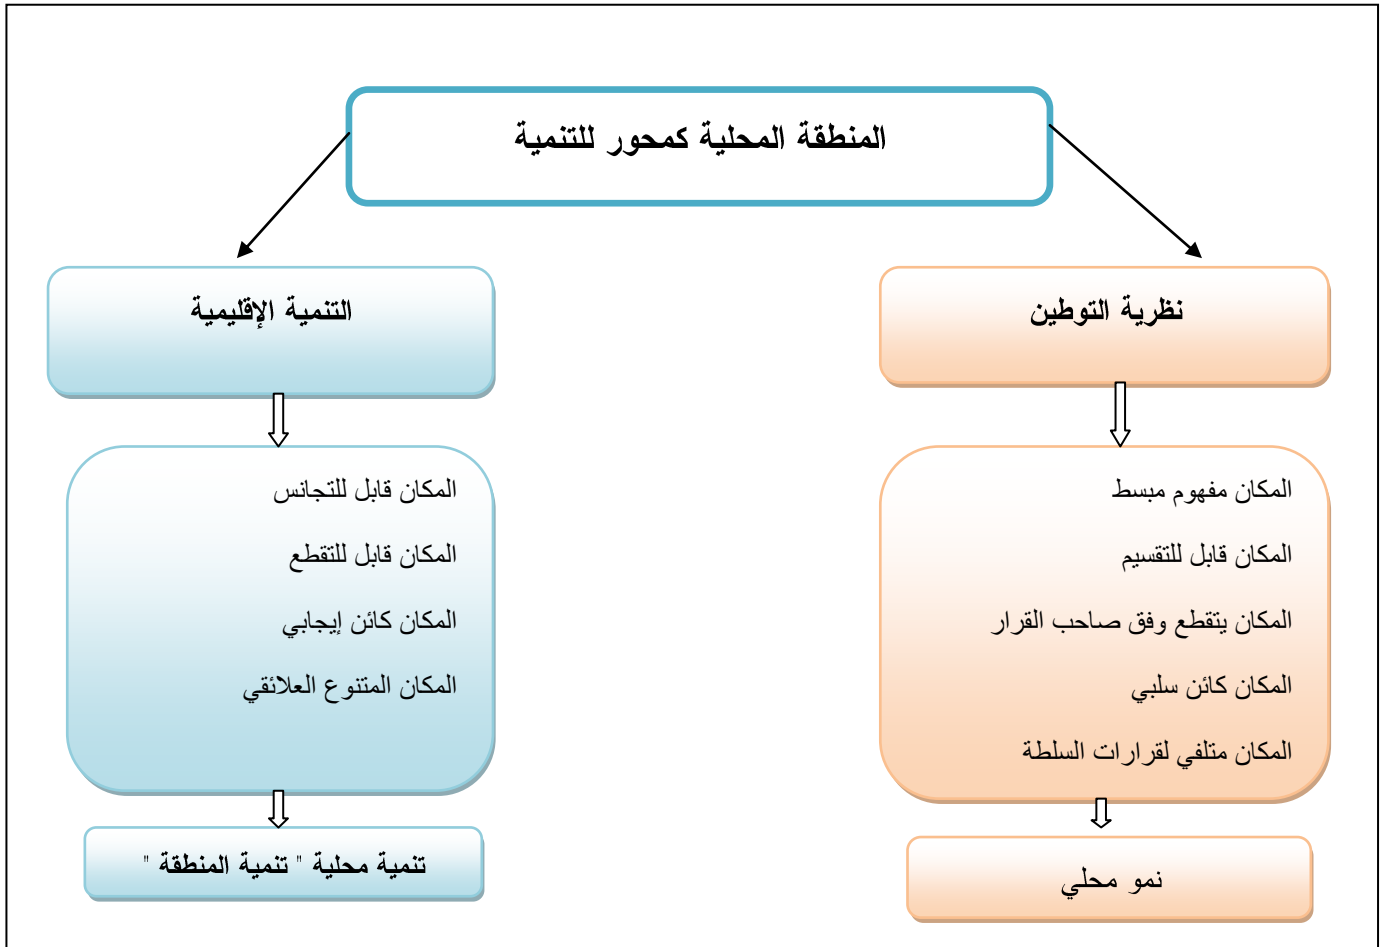 المنطقة المحلية كمحور للتنمية
نظرية التوطين
التنمية الإقليمية
المكان مفهوم مبسط
المكان قابل للتقسيم
المكان يتقطع وفق صاحب القرار
المكان كائن سلبي
المكان متلفي لقرارات السلطة
المكان قابل للتجانس
المكان قابل للتقطع
المكان كائن إيجابي
المكان المتنوع العلائقي
نمو محلي
تنمية محلية " تنمية المنطقة "